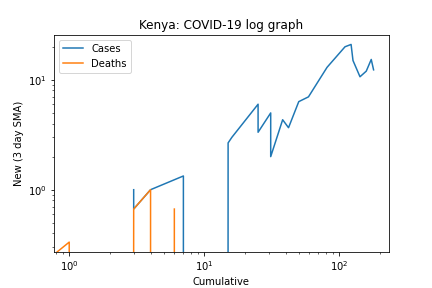 Kenya: COVID-19 log graph
Cases
Deaths
10¹
10⁰
New (3 day SMA)
10⁰ 10¹ 10²
Cumulative